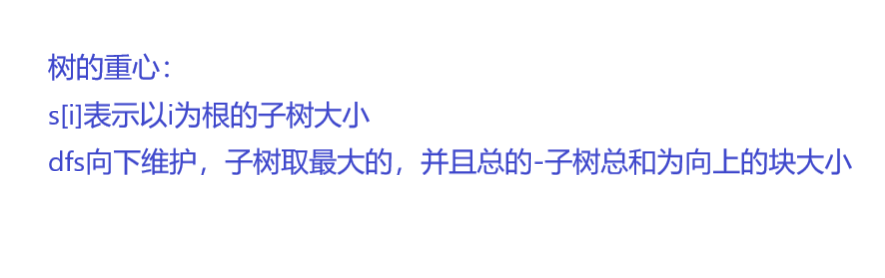 树的重心：
s[i]表示以i为根的子树大小
dfs向下维护，子树取最大的，并且总的-子树总和为向上的块大小